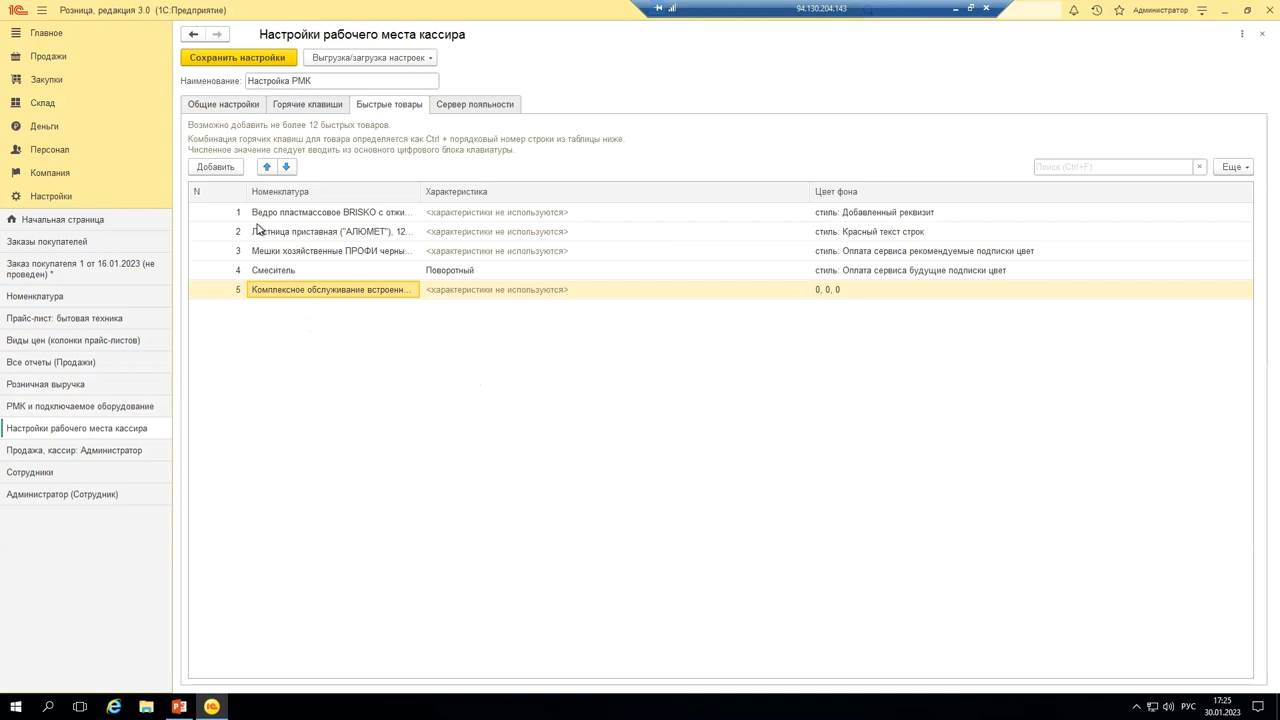 1С Розница, редакция 3.0 (1С:Предприятие)
94.130.204.143
Администратор
Главное
Продажи
Закупки
Склад
Деньги
Персонал
Компания
Настройки
Начальная страница
Заказы покупателей
Заказ покупателя 1 от 16.01.2023 (не
проведен) *
Номенклатура
Прайс-лист: бытовая техника
Виды цен (колонки прайс-листов)
Все отчеты (Продажи)
Розничная выручка
РМК и подключаемое оборудование
Настройки рабочего места кассира
Продажа, кассир: Администратор
Сотрудники
Администратор (Сотрудник)
Настройки рабочего места кассира
Сохранить настройки Выгрузка/загрузка настроек
Наименование: Настройка РМК
Общие настройки Горячие клавиши Быстрые товары Сервер лояльности
Возможно добавить не более 12 быстрых товаров.
Комбинация горячих клавиш для товара определяется как Ctrl + порядковый номер строки из таблицы ниже.
Численное значение следует вводить из основного цифрового блока клавиатуры.
Добавить Поиск (Ctrl+F) × Еще
N Номенклатура Характеристика Цвет фона
1 Ведро пластмассовое BRISKO с отжи... <характеристики не используются> стиль: Добавленный реквизит
2 Лестница приставная ("АЛЮМЕТ"), 12... <характеристики не используются> стиль: Красный текст строк
3 Мешки хозяйственные ПРОФИ черны... <характеристики не используются> стиль: Оплата сервиса рекомендуемые подписки цвет
4 Смеситель Поворотный стиль: Оплата сервиса будущие подписки цвет
5 Комплексное обслуживание встроенн... <характеристики не используются> 0, 0, 0
РУС
17:25
30.01.2023